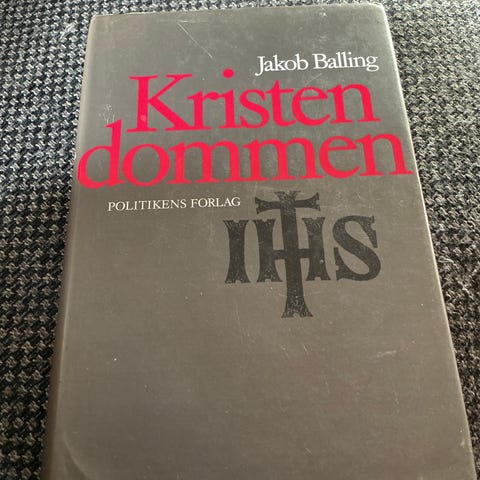 Jakob Balling
Kristen
dommen
POLITIKENS FORLAG
IHS